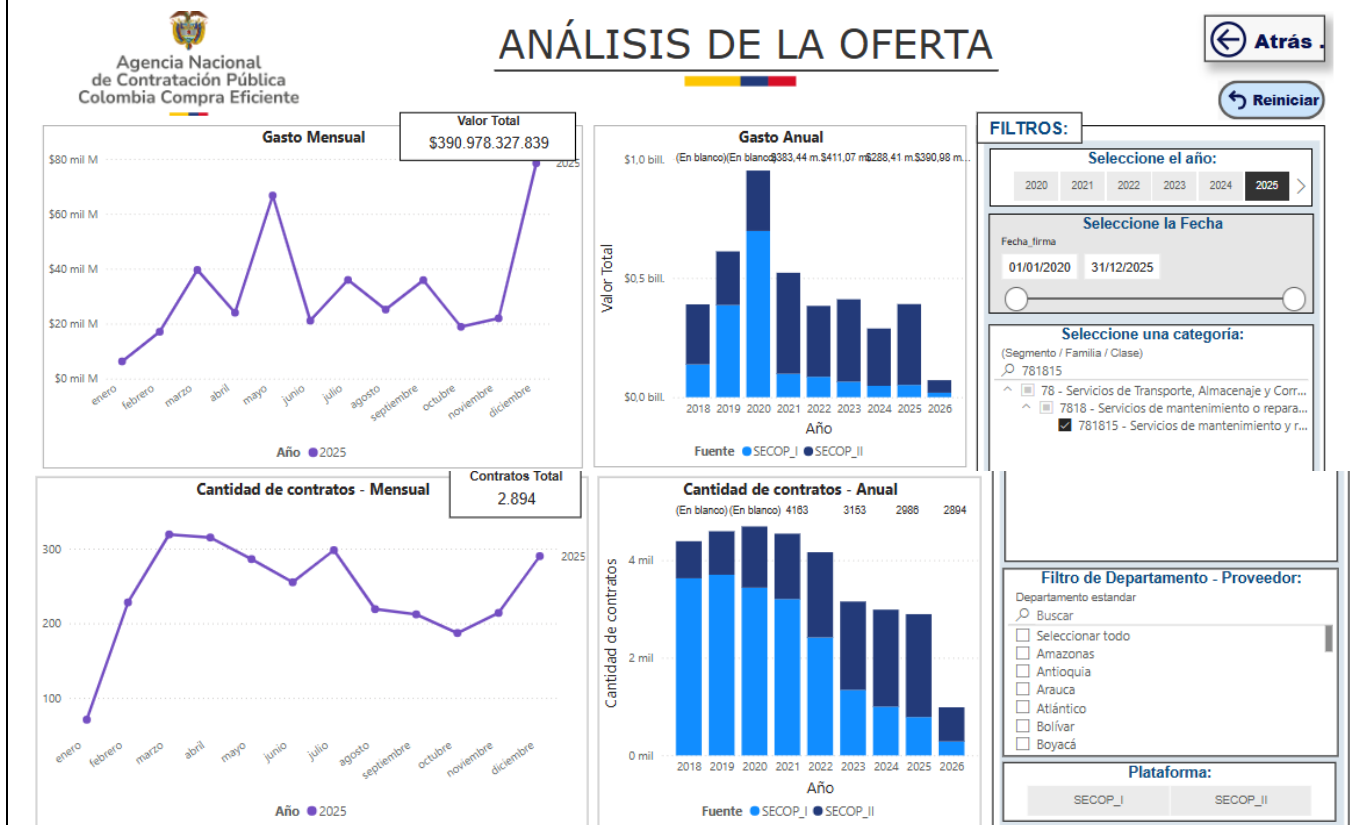 Agencia Nacional
de Contratación Pública
Colombia Compra Eficiente
ANÁLISIS DE LA OFERTA
Atrás .
Reiniciar
Gasto Mensual
Valor Total
$390.978.327.839
$80 mil M
$60 mil M
$40 mil M
$20 mil M
$0 mil M
2025
enero
febrero
marzo
abril
mayo
junio
julio
agosto
septiembre
octubre
noviembre
diciembre
Año 2025
Gasto Anual
(En blanco)(En blanco)$383,44 m.$411,07 m.$288,41 m.$390,98 m...
Valor Total
$1,0 bill.
$0,5 bill.
$0,0 bill.
2018 2019 2020 2021 2022 2023 2024 2025 2026
Año
Fuente SECOP_I SECOP_II
FILTROS:
Seleccione el año:
2020 2021 2022 2023 2024 2025
Seleccione la Fecha
Fecha_firma
01/01/2020 31/12/2025
Seleccione una categoría:
(Segmento / Familia / Clase)
781815
78 - Servicios de Transporte, Almacenaje y Corr...
7818 - Servicios de mantenimiento o repara...
781815 - Servicios de mantenimiento y r...
Cantidad de contratos - Mensual
Contratos Total
2.894
300
200
100
2025
enero
febrero
marzo
abril
mayo
junio
julio
agosto
septiembre
octubre
noviembre
diciembre
Año 2025
Cantidad de contratos - Anual
(En blanco) (En blanco) 4163 3153 2986 2894
Cantidad de contratos
4 mil
2 mil
0 mil
2018 2019 2020 2021 2022 2023 2024 2025 2026
Año
Fuente SECOP_I SECOP_II
Filtro de Departamento - Proveedor:
Departamento estandar
Buscar
Seleccionar todo
Amazonas
Antioquia
Arauca
Atlántico
Bolívar
Boyacá
Plataforma:
SECOP_I SECOP_II